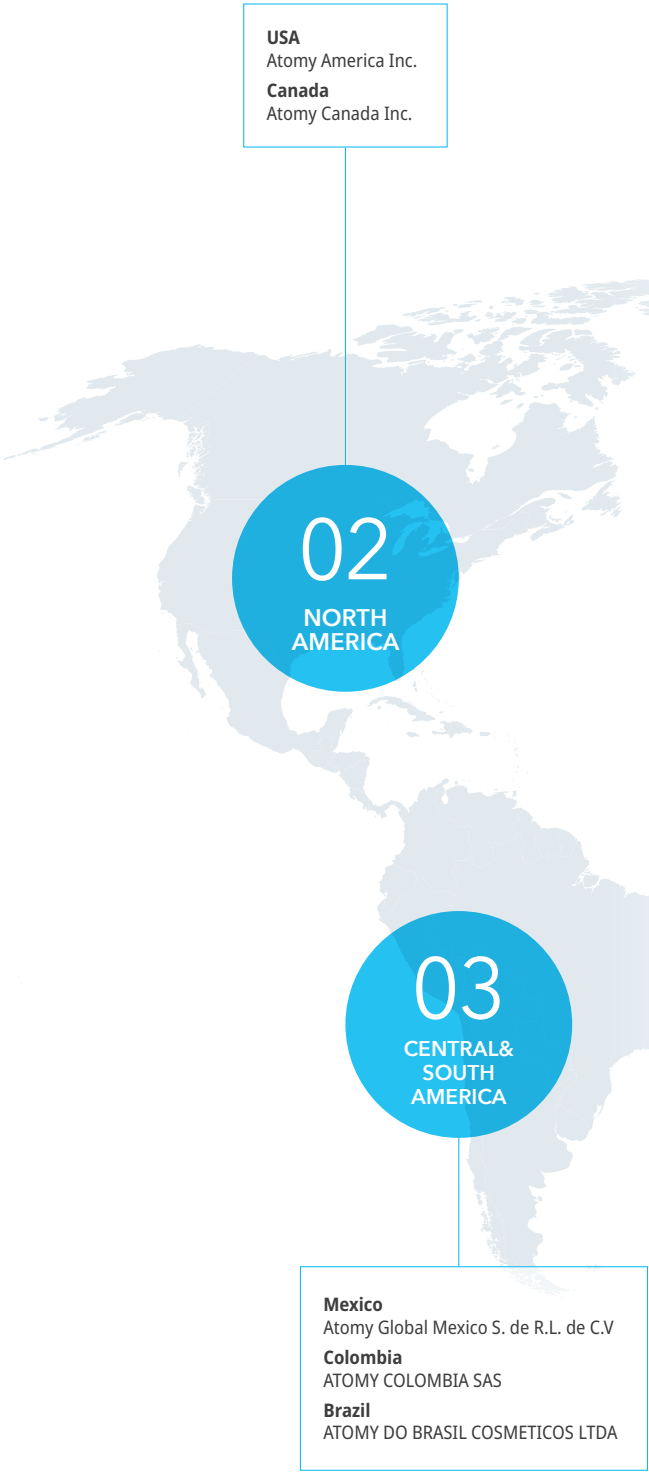 USA
Atomy America Inc.
Canada
Atomy Canada Inc.
02
NORTH
AMERICA
03
CENTRAL&
SOUTH
AMERICA
Mexico
Atomy Global Mexico S. de R.L. de C.V
Colombia
ATOMY COLOMBIA SAS
Brazil
ATOMY DO BRASIL COSMETICOS LTDA